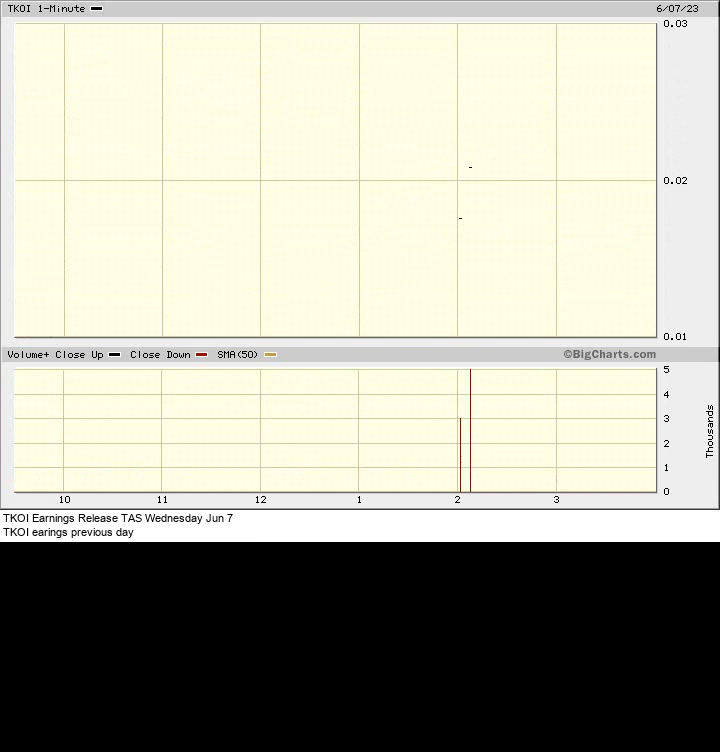 TKOI 1-Minute 6/07/23
0.03
0.02
0.01
Volume+ Close Up Close Down SMA(50) ©BigCharts.com
5
4
3
2
1
0
Thousands
10 11 12 1 2 3
TKOI Earnings Release TAS Wednesday Jun 7
TKOI earings previous day